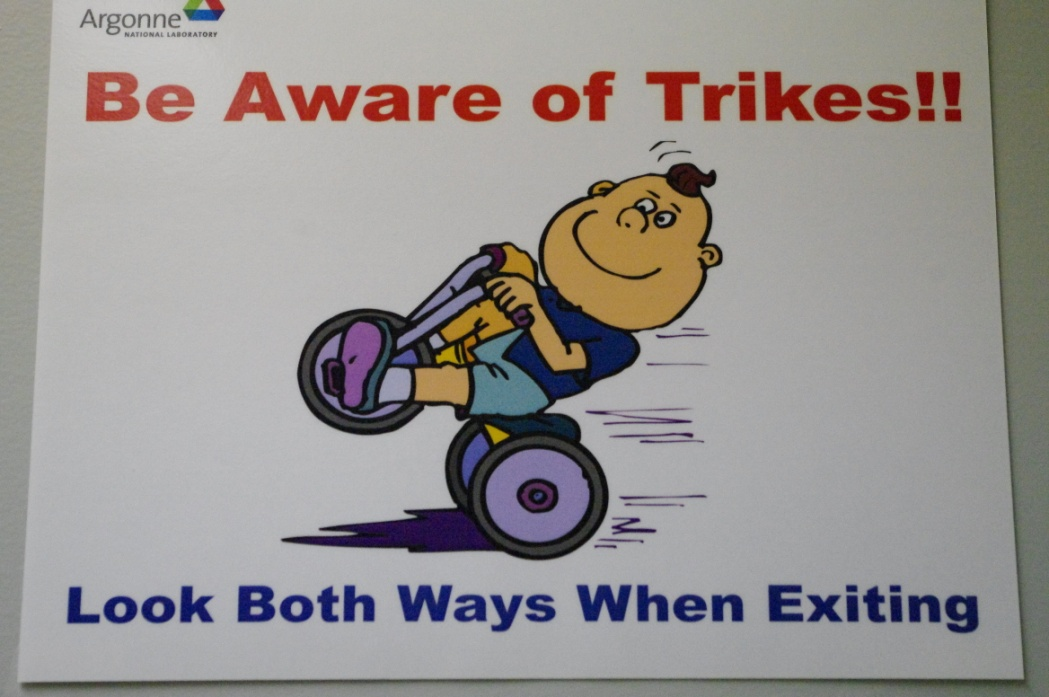 Argonne
NATIONAL LABORATORY
Be Aware of Trikes!!
Look Both Ways When Exiting